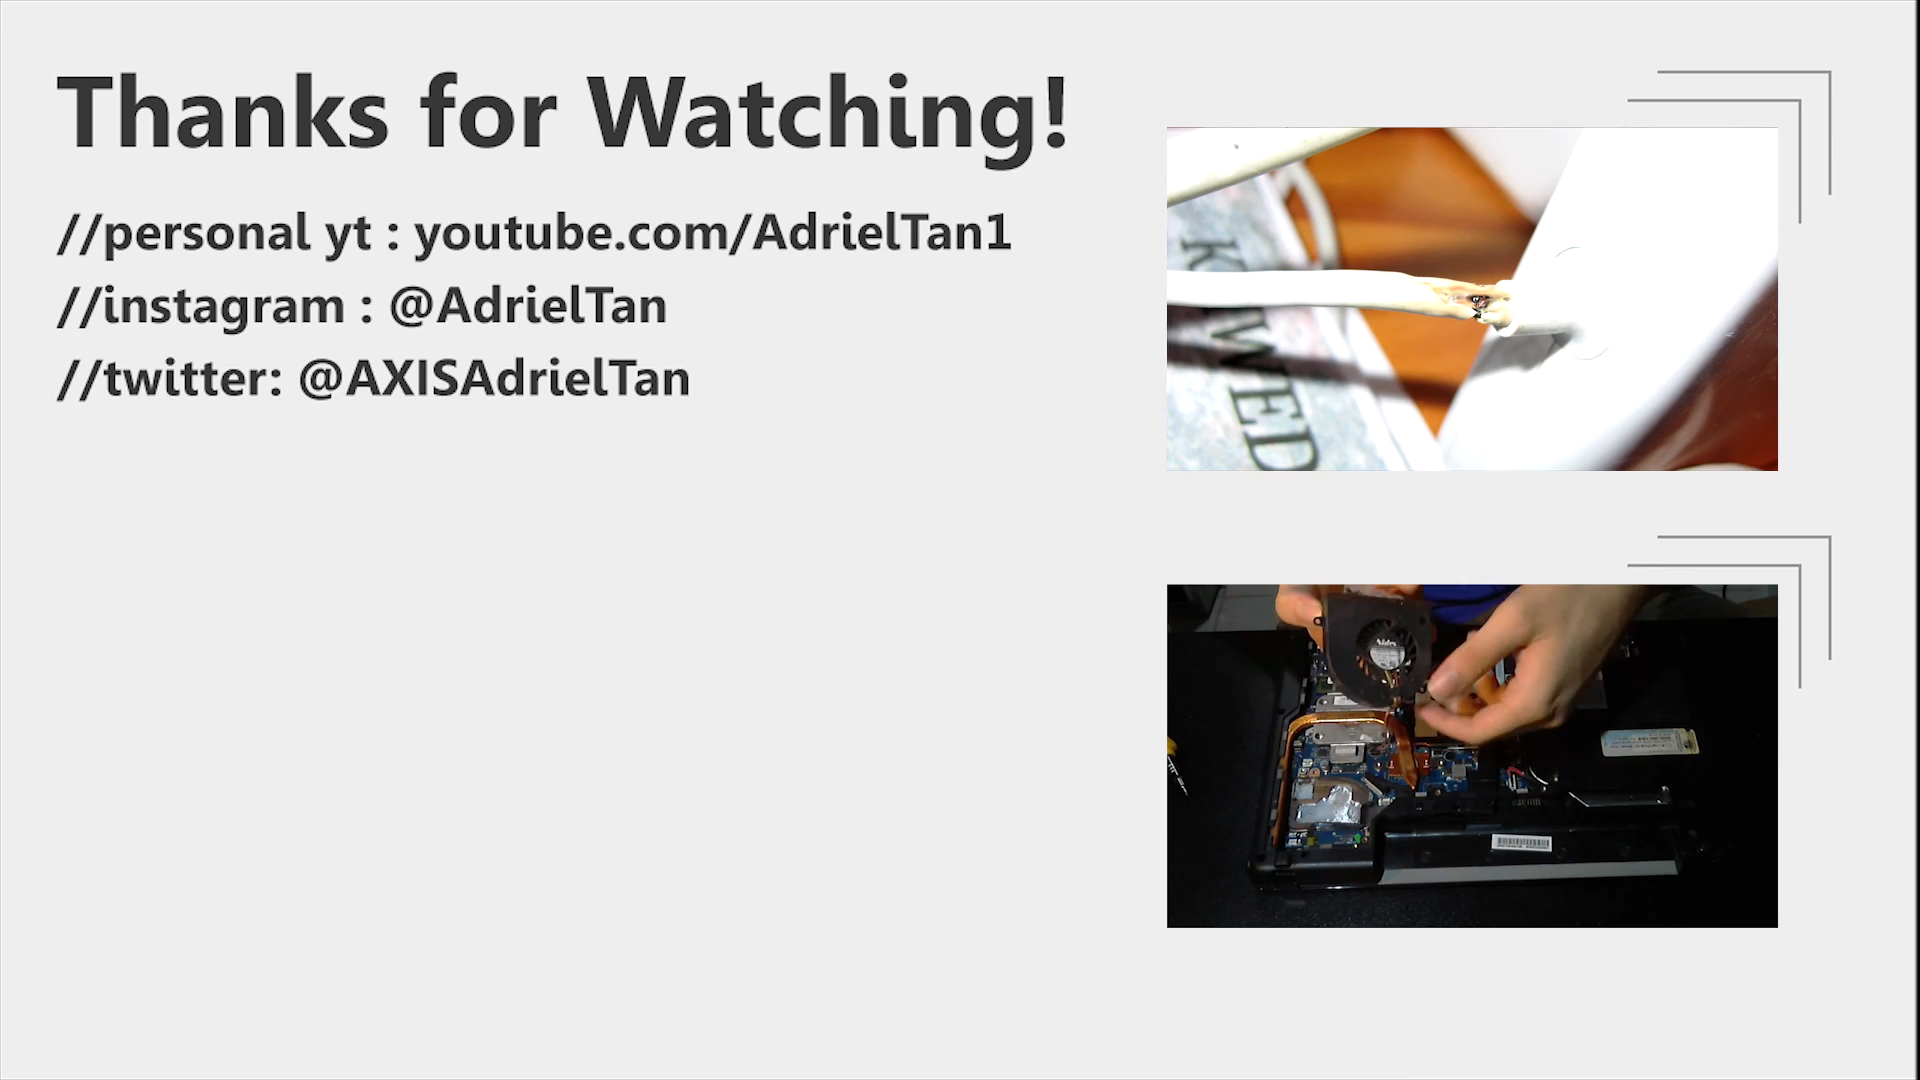 Thanks for Watching!
//personal yt : youtube.com/AdrielTan1
//instagram : @AdrielTan
//twitter: @AXISAdrielTan